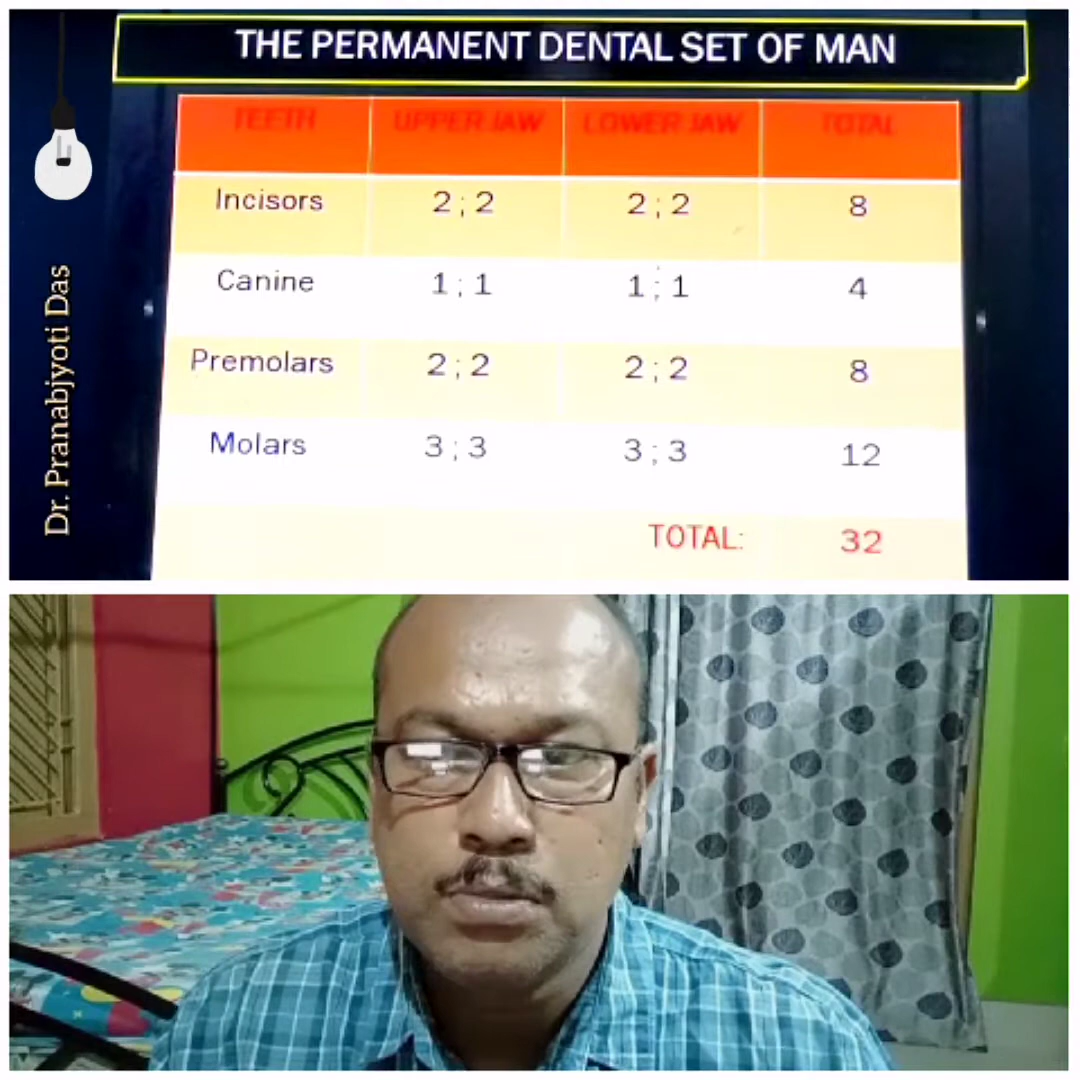 THE PERMANENT DENTAL SET OF MAN
TEETH UPPER JAW LOWER JAW TOTAL
Incisors 2 ; 2 2 ; 2 8
Canine 1 ; 1 1 ; 1 4
Premolars 2 ; 2 2 ; 2 8
Molars 3 ; 3 3 ; 3 12
TOTAL: 32
Dr. Pranabjyoti Das